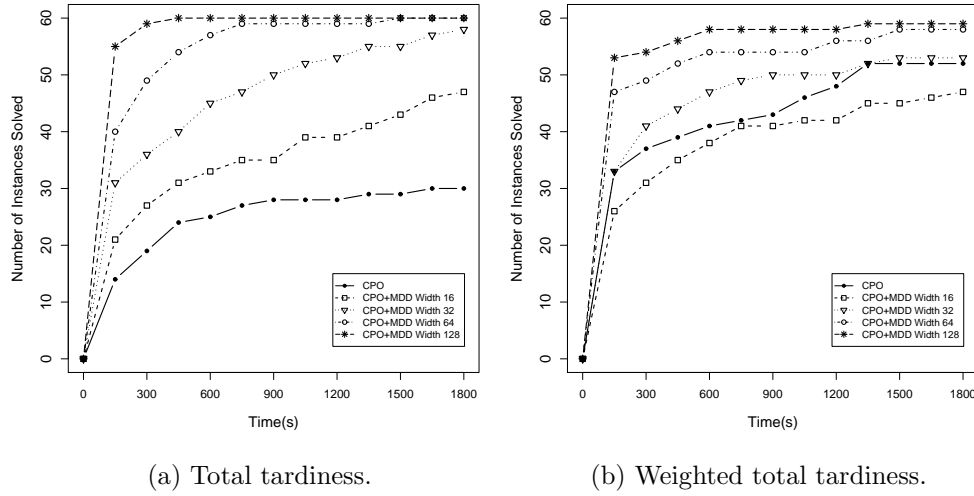 Number of Instances Solved
60
50
40
30
20
10
0
CPO
CPO+MDD Width 16
CPO+MDD Width 32
CPO+MDD Width 64
CPO+MDD Width 128
0 300 600 900 1200 1500 1800
Time(s)
(a) Total tardiness.
Number of Instances Solved
60
50
40
30
20
10
0
CPO
CPO+MDD Width 16
CPO+MDD Width 32
CPO+MDD Width 64
CPO+MDD Width 128
0 300 600 900 1200 1500 1800
Time(s)
(b) Weighted total tardiness.